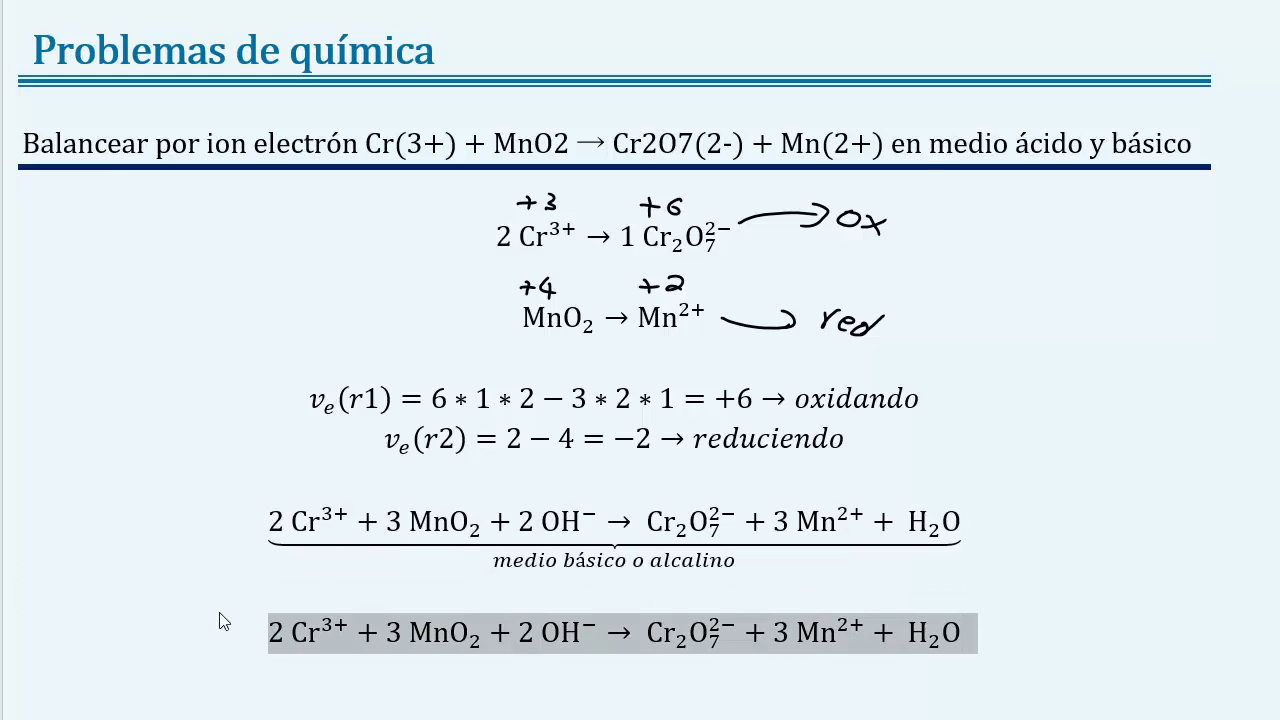 Problemas de química
Balancear por ion electrón Cr(3+) + MnO2 → Cr2O7(2-) + Mn(2+) en medio ácido y básico
+3 +6
2 Cr³⁺ → 1 Cr₂O₇²⁻ → Ox
+4 +2
MnO₂ → Mn²⁺ → red
vₑ(r1) = 6 ∗ 1 ∗ 2 − 3 ∗ 2 ∗ 1 = +6 → oxidando
vₑ(r2) = 2 − 4 = −2 → reduciendo
2 Cr³⁺ + 3 MnO₂ + 2 OH⁻ → Cr₂O₇²⁻ + 3 Mn²⁺ + H₂O
medio básico o alcalino
2 Cr³⁺ + 3 MnO₂ + 2 OH⁻ → Cr₂O₇²⁻ + 3 Mn²⁺ + H₂O